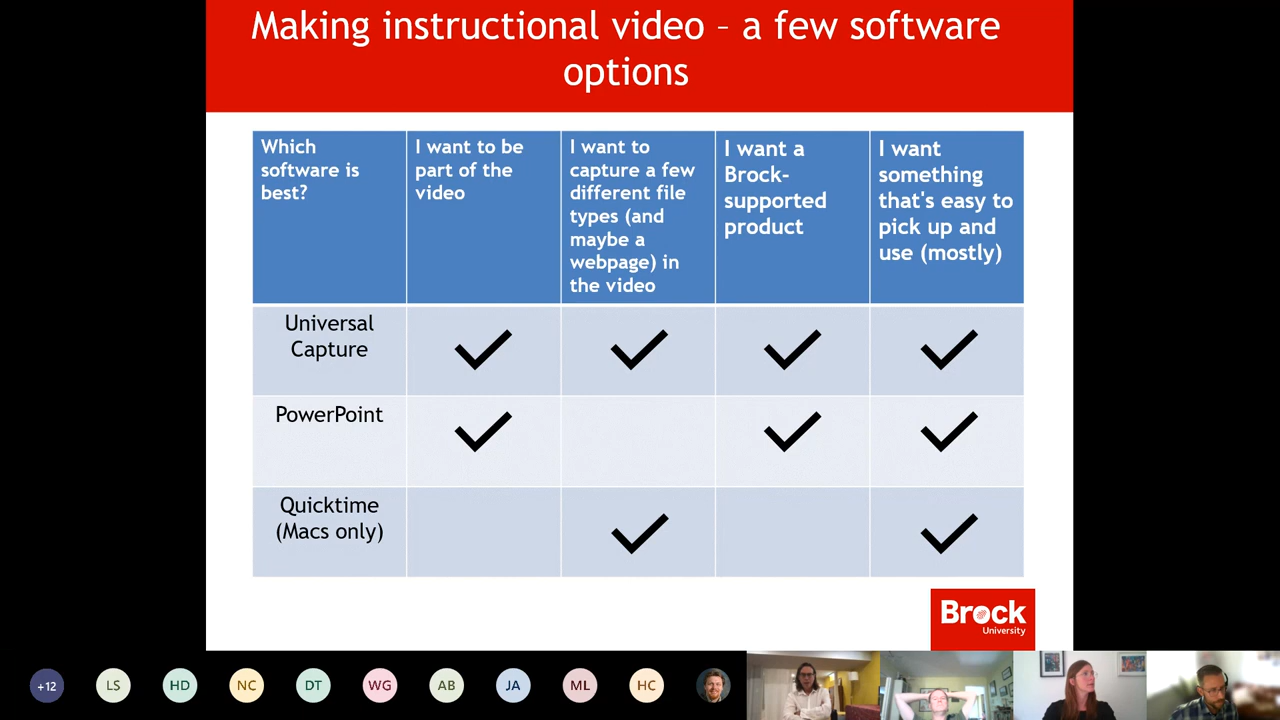 Making instructional video – a few software
options
Which
software is
best?
I want to be
part of the
video
I want to
capture a few
different file
types (and
maybe a
webpage) in
the video
I want a
Brock-
supported
product
I want
something
that's easy to
pick up and
use (mostly)
Universal
Capture
PowerPoint
Quicktime
(Macs only)
Brock
University
+12
LS
HD
NC
DT
WG
AB
JA
ML
HC